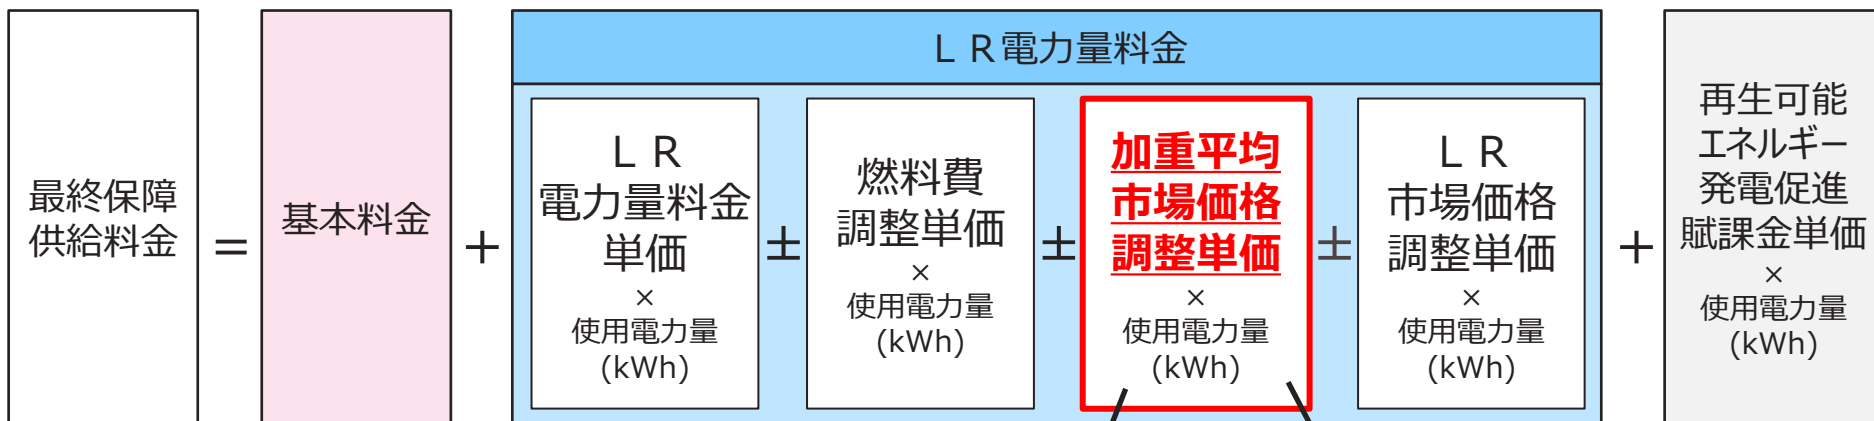 最終保障
供給料金
＝
基本料金
＋
ＬＲ電力量料金
ＬＲ
電力量料金
単価
×
使用電力量
(kWh)
±
燃料費
調整単価
×
使用電力量
(kWh)
±
加重平均
市場価格
調整単価
×
使用電力量
(kWh)
±
ＬＲ
市場価格
調整単価
×
使用電力量
(kWh)
＋
再生可能
エネルギー
発電促進
賦課金単価
×
使用電力量
(kWh)